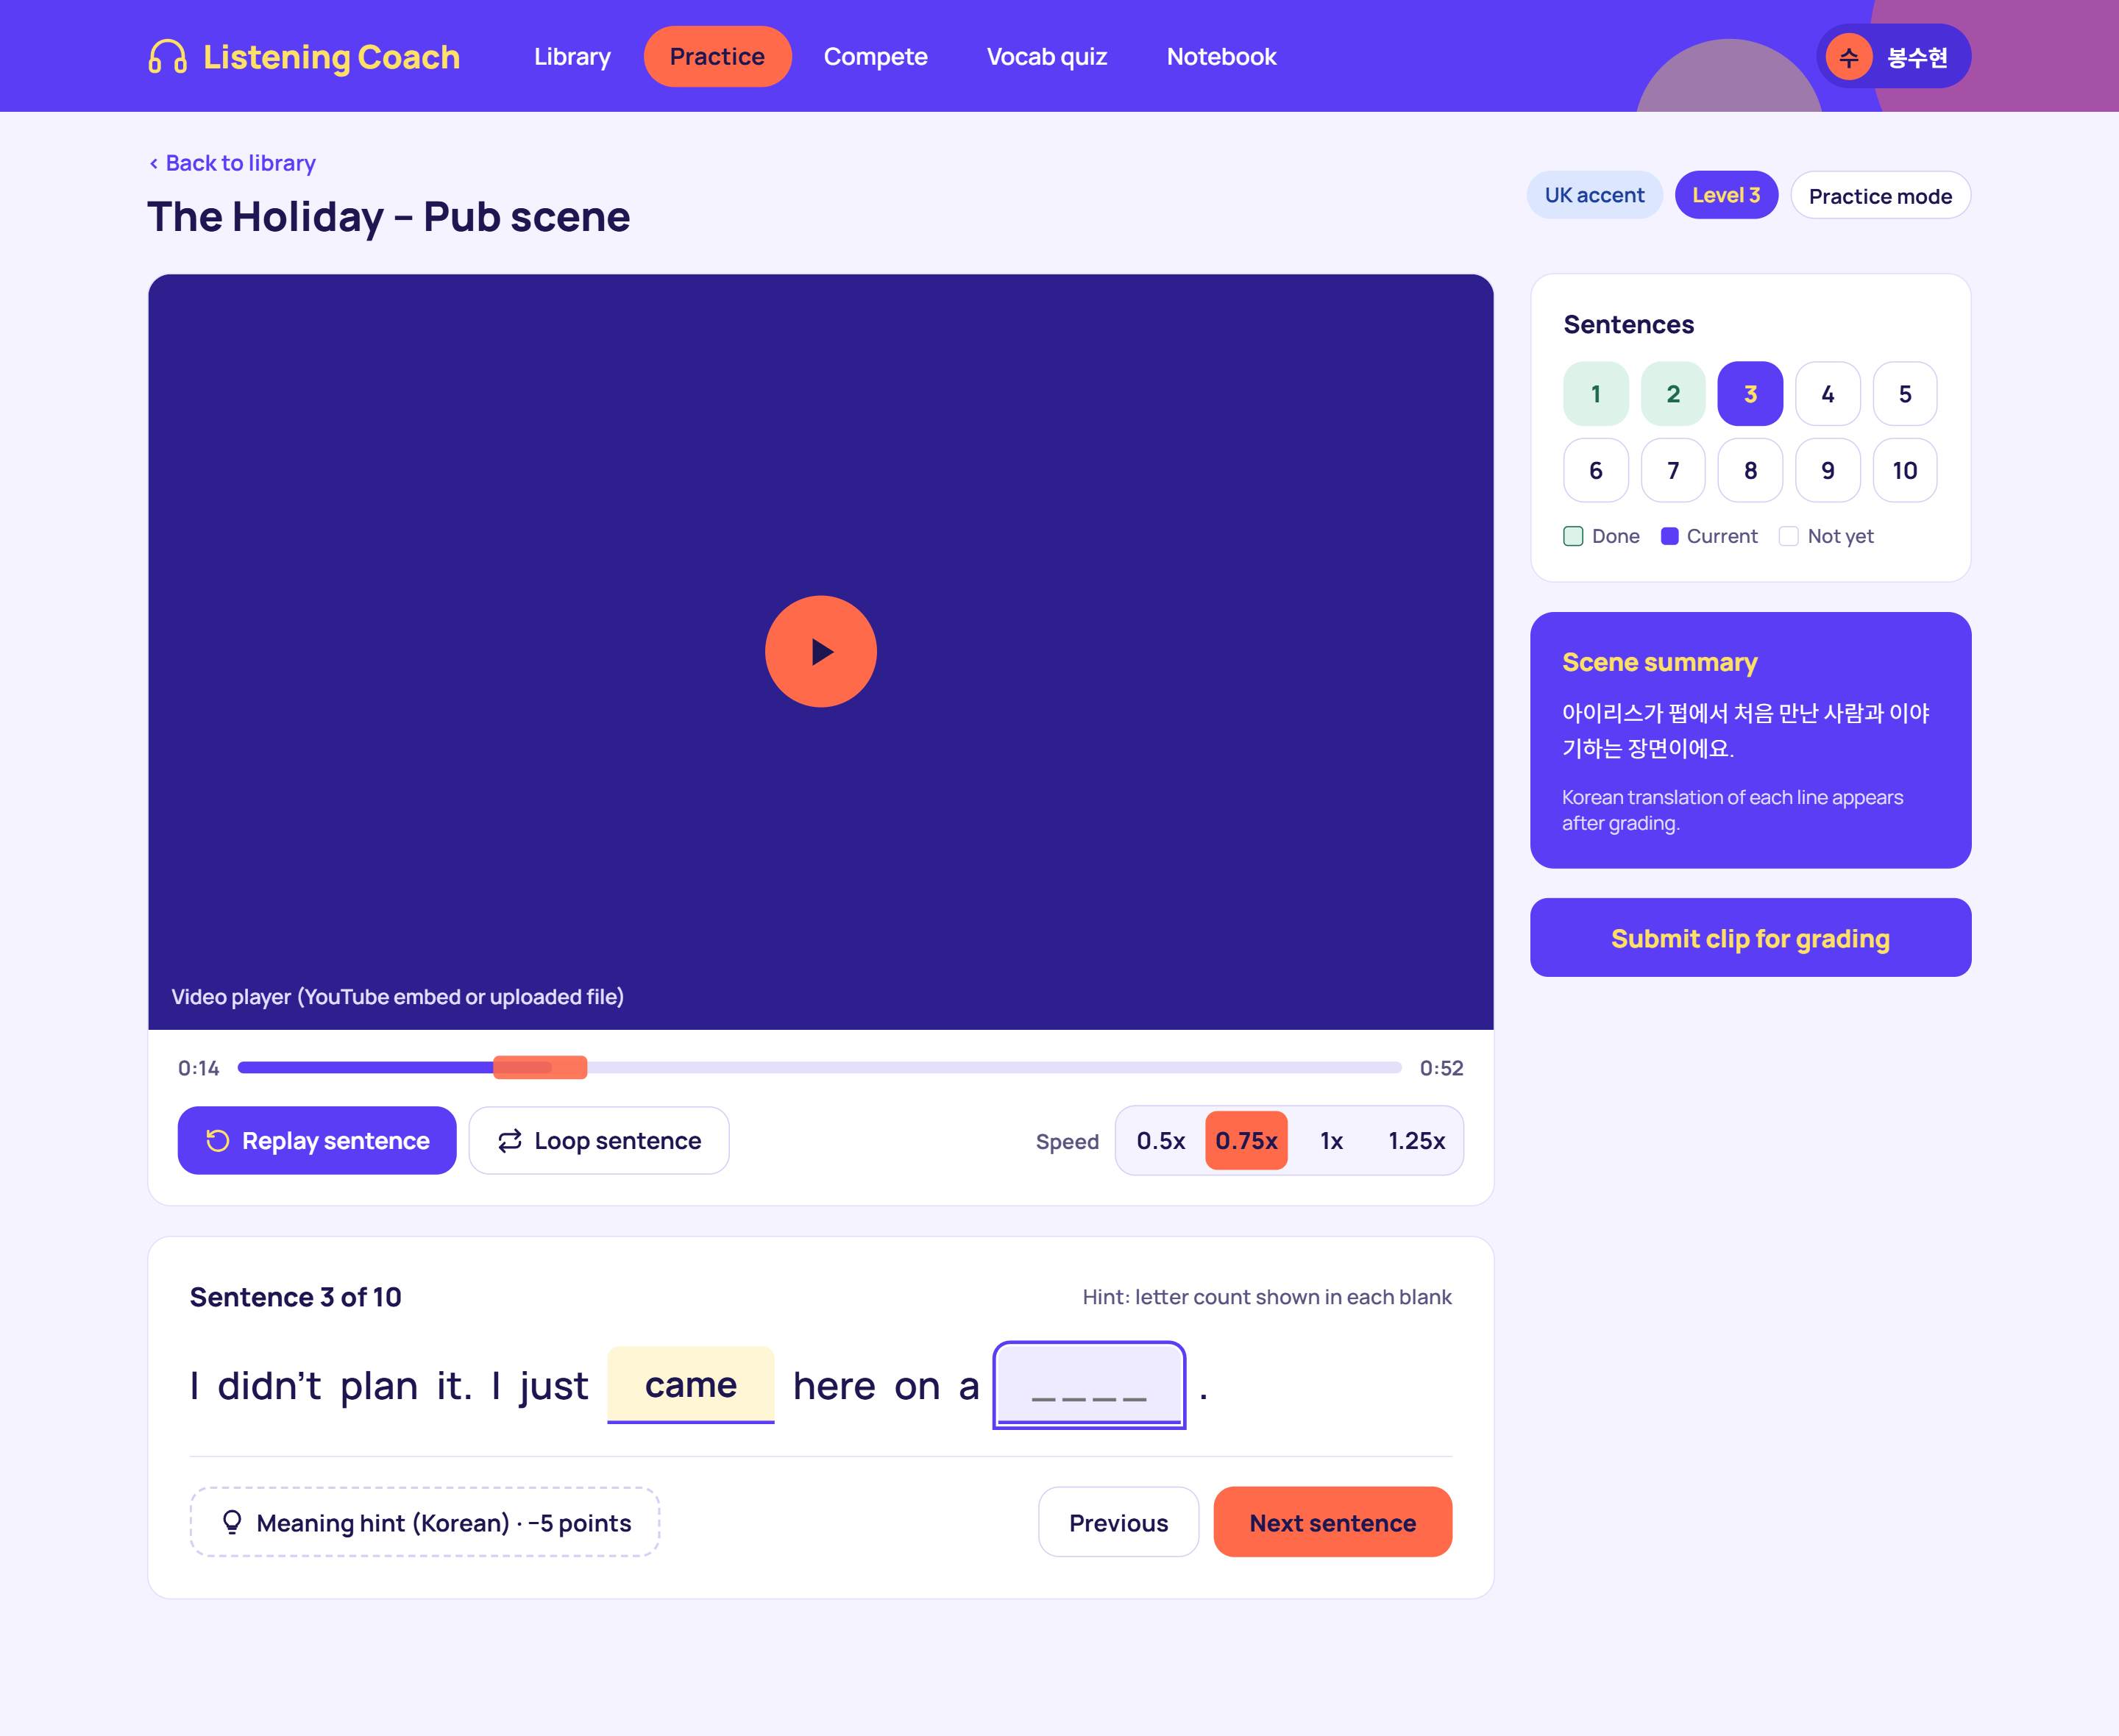 Listening Coach
Library
Practice
Compete
Vocab quiz
Notebook
수
봉수현
‹ Back to library
The Holiday – Pub scene
UK accent
Level 3
Practice mode
Video player (YouTube embed or uploaded file)
0:14
0:52
Replay sentence
Loop sentence
Speed
0.5x
0.75x
1x
1.25x
Sentence 3 of 10
Hint: letter count shown in each blank
I didn’t plan it. I just came here on a _ _ _ _ .
Meaning hint (Korean) · −5 points
Previous
Next sentence
Sentences
1 2 3 4 5
6 7 8 9 10
Done
Current
Not yet
Scene summary
아이리스가 펍에서 처음 만난 사람과 이야
기하는 장면이에요.
Korean translation of each line appears
after grading.
Submit clip for grading